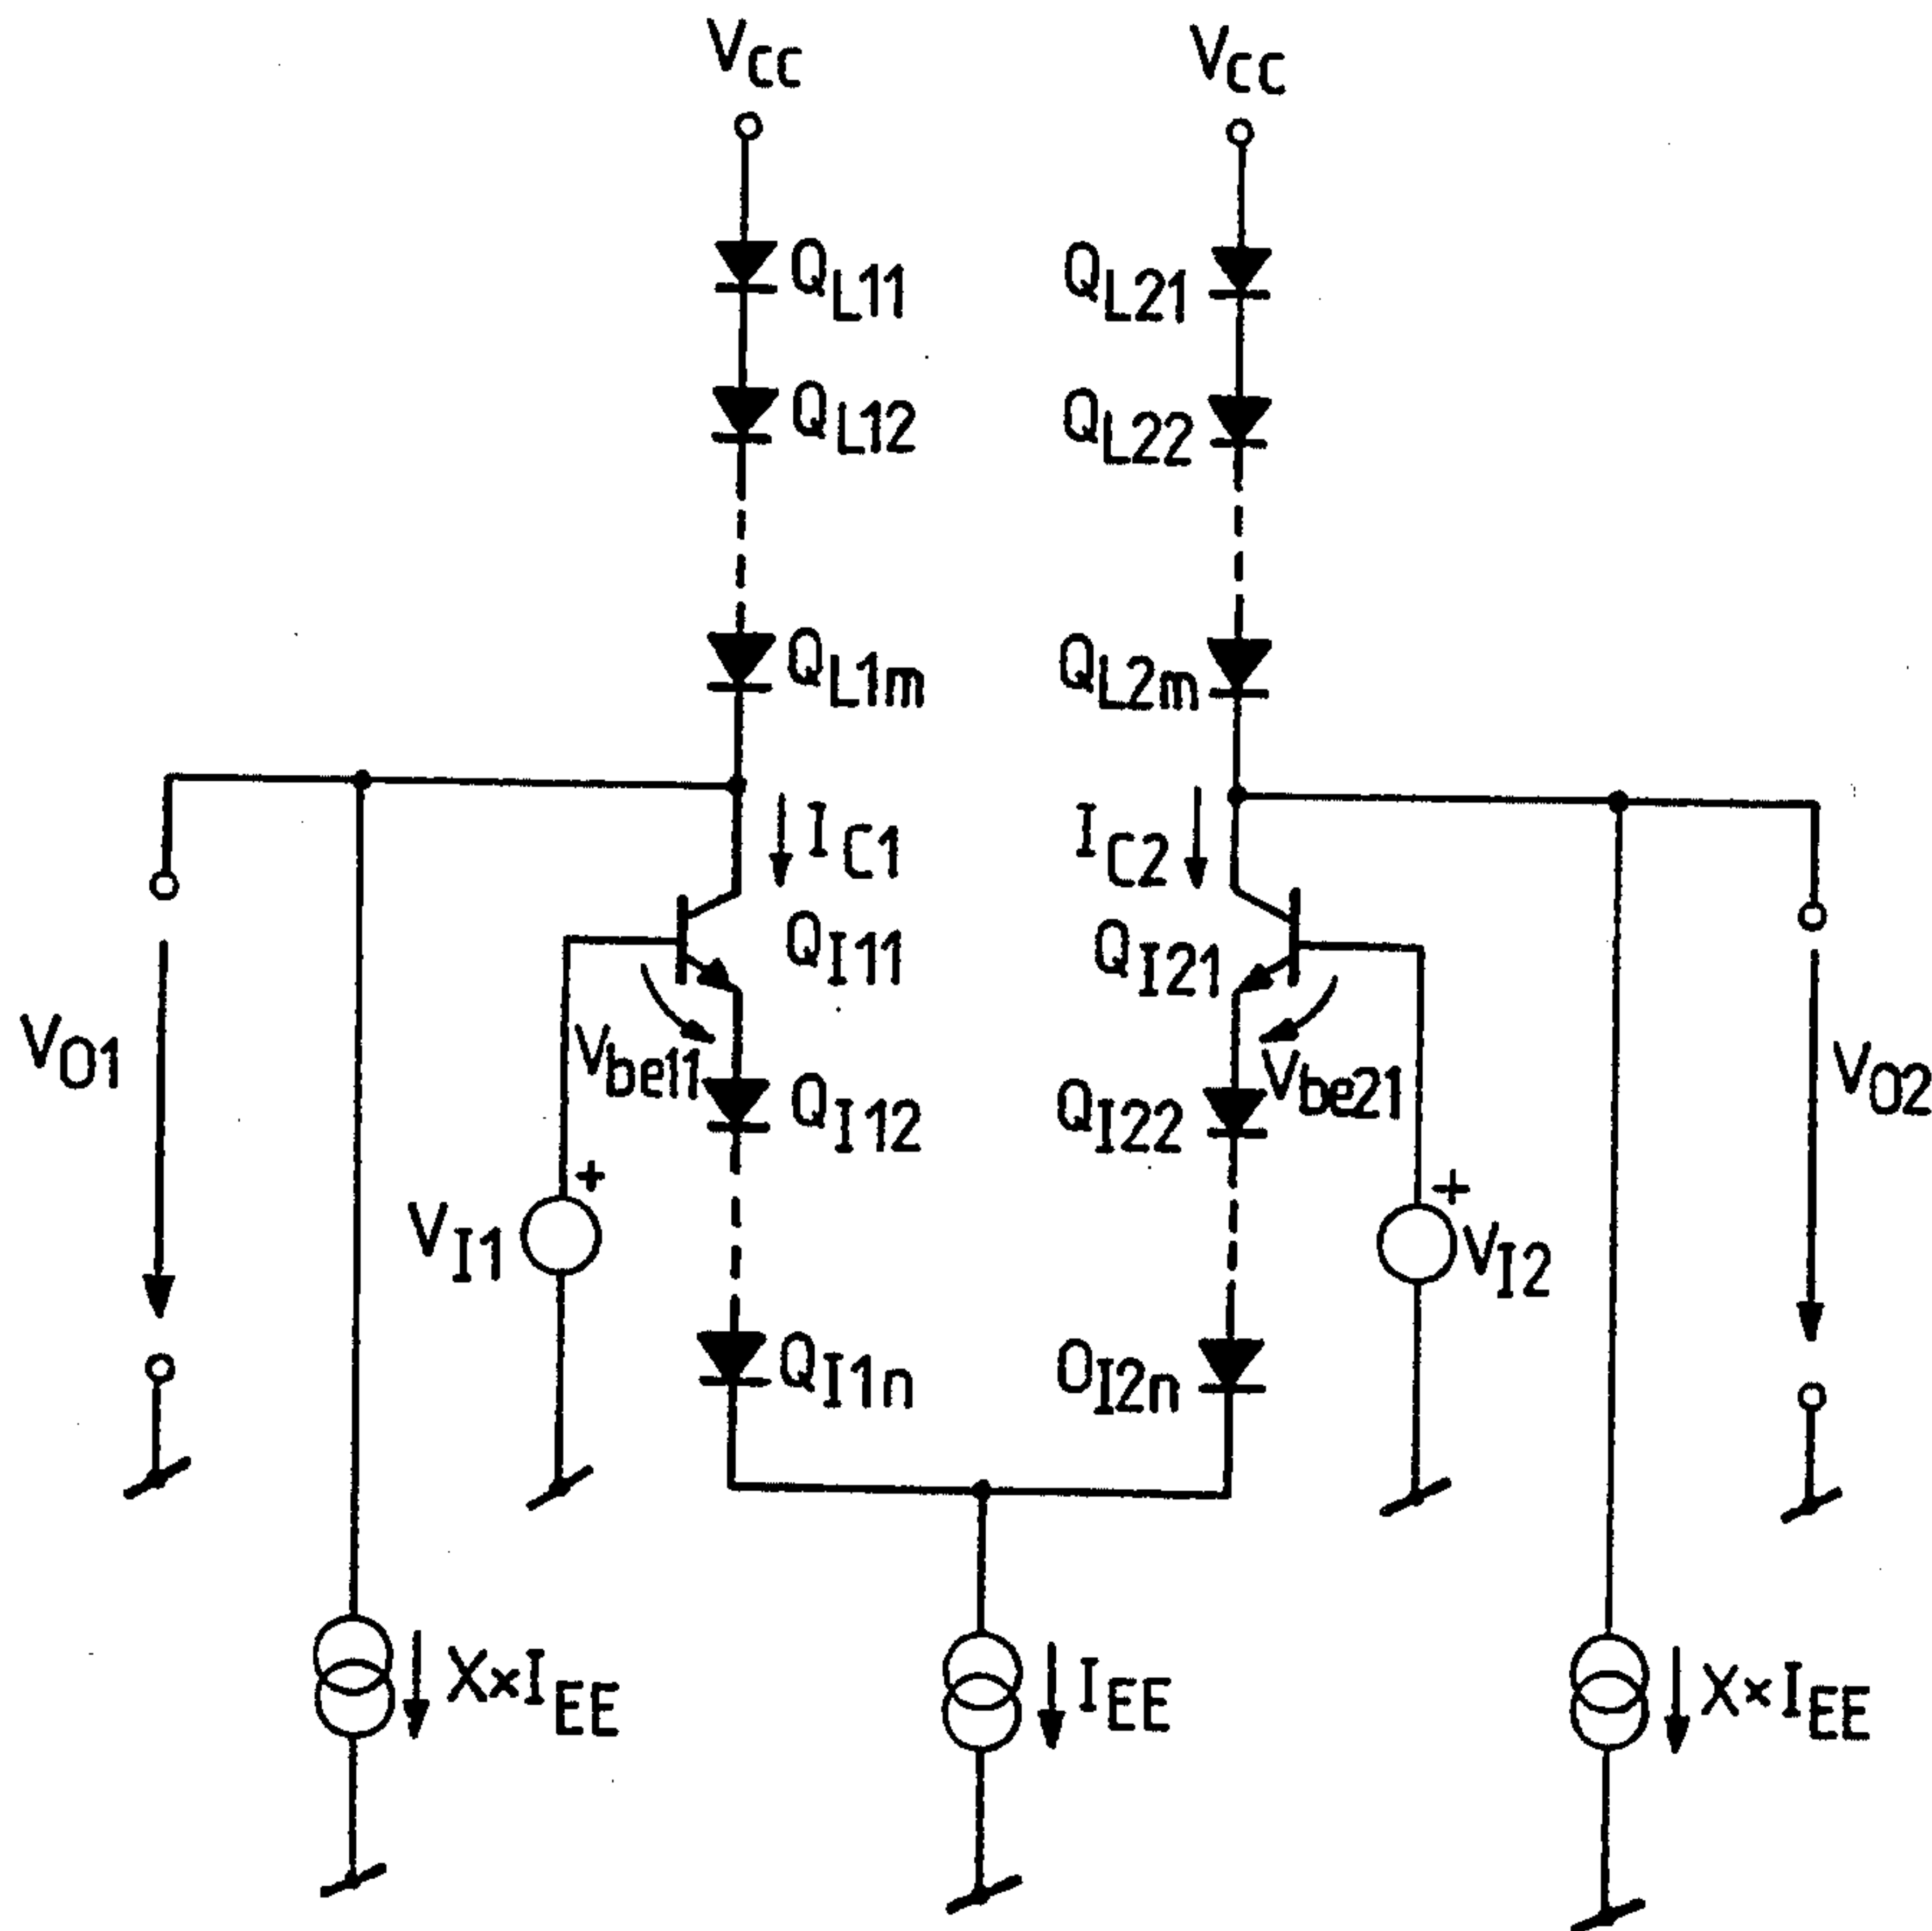 VCC VCC
QL11 QL21
QL12 QL22
QL1m QL2m
IC1 IC2
QI11 QI21
VO1 Vbe11 Vbe21 VO2
QI12 QI22
+ +
VI1 VI2
QI1n OI2n
X×IEE IEE X×IEE